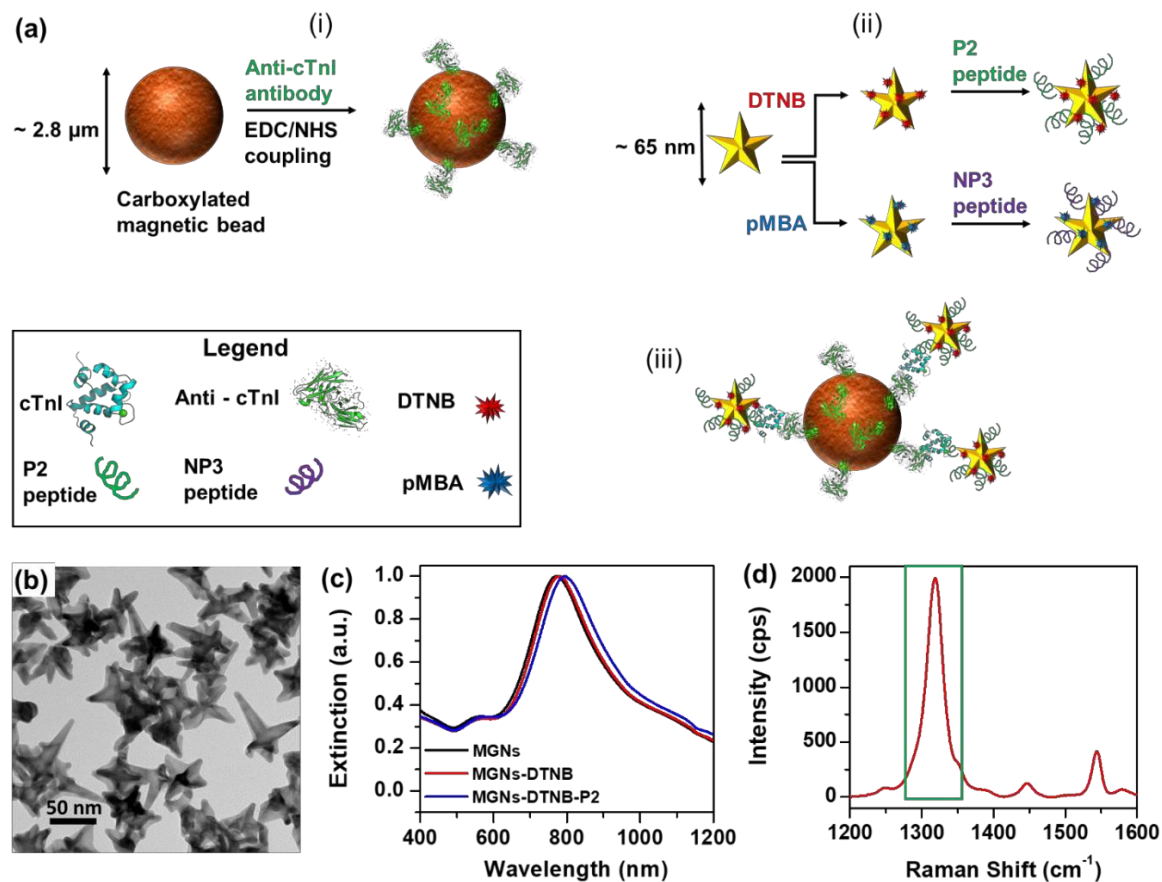 (a)
(i)
~ 2.8 µm
Anti-cTnI
antibody
EDC/NHS
coupling
Carboxylated
magnetic bead
(ii)
~ 65 nm
DTNB
P2
peptide
pMBA
NP3
peptide
Legend
cTnI
Anti - cTnI
DTNB
P2
peptide
NP3
peptide
pMBA
(iii)
(b)
50 nm
(c)
Extinction (a.u.)
1.0
0.8
0.6
0.4
0.2
0.0
MGNs
MGNs-DTNB
MGNs-DTNB-P2
400 600 800 1000 1200
Wavelength (nm)
(d)
Intensity (cps)
2000
1500
1000
500
0
1200 1300 1400 1500 1600
Raman Shift (cm⁻¹)